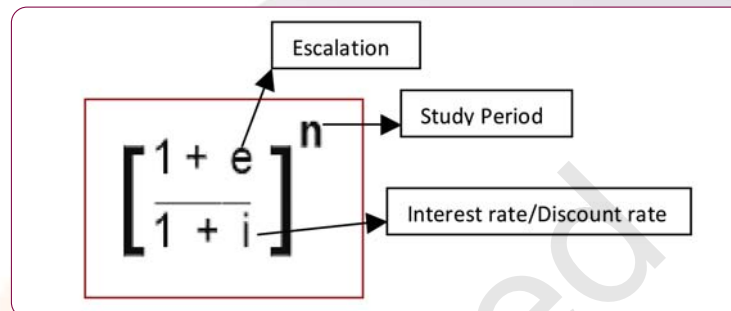 Escalation
Study Period
[1 + e / 1 + i]^n
Interest rate/Discount rate